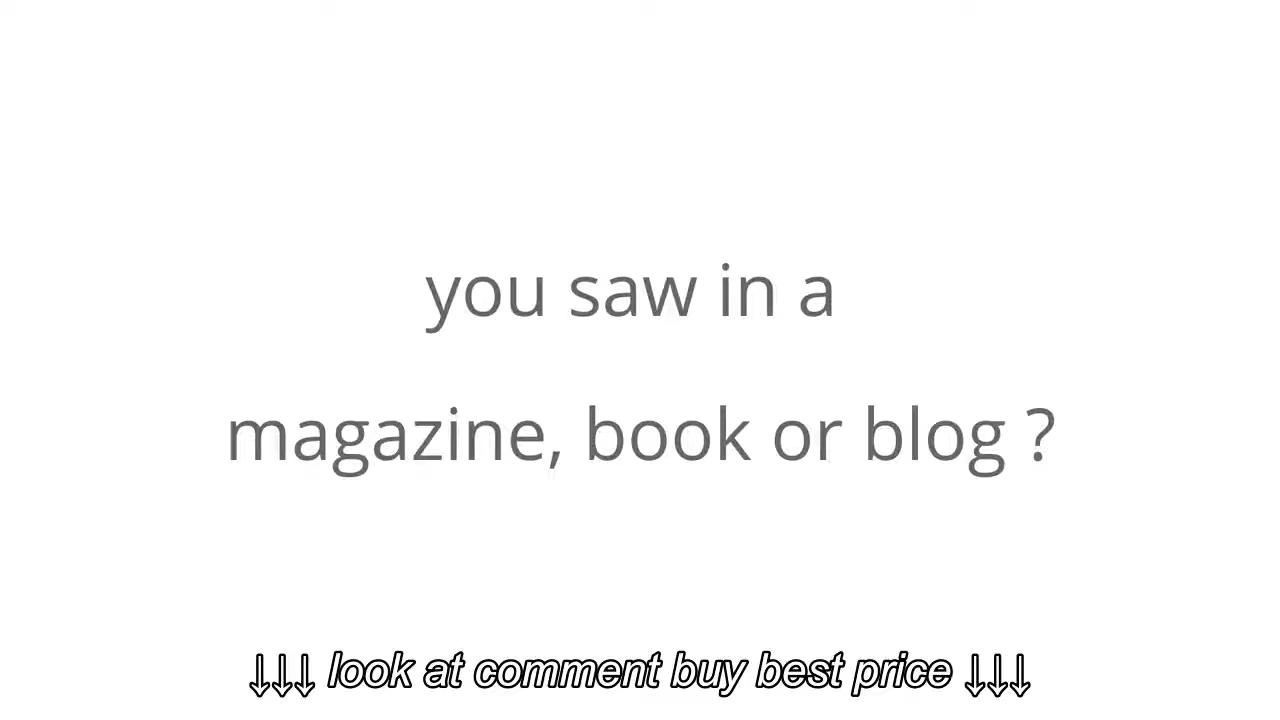 you saw in a
magazine, book or blog ?
↓↓↓ look at comment buy best price ↓↓↓